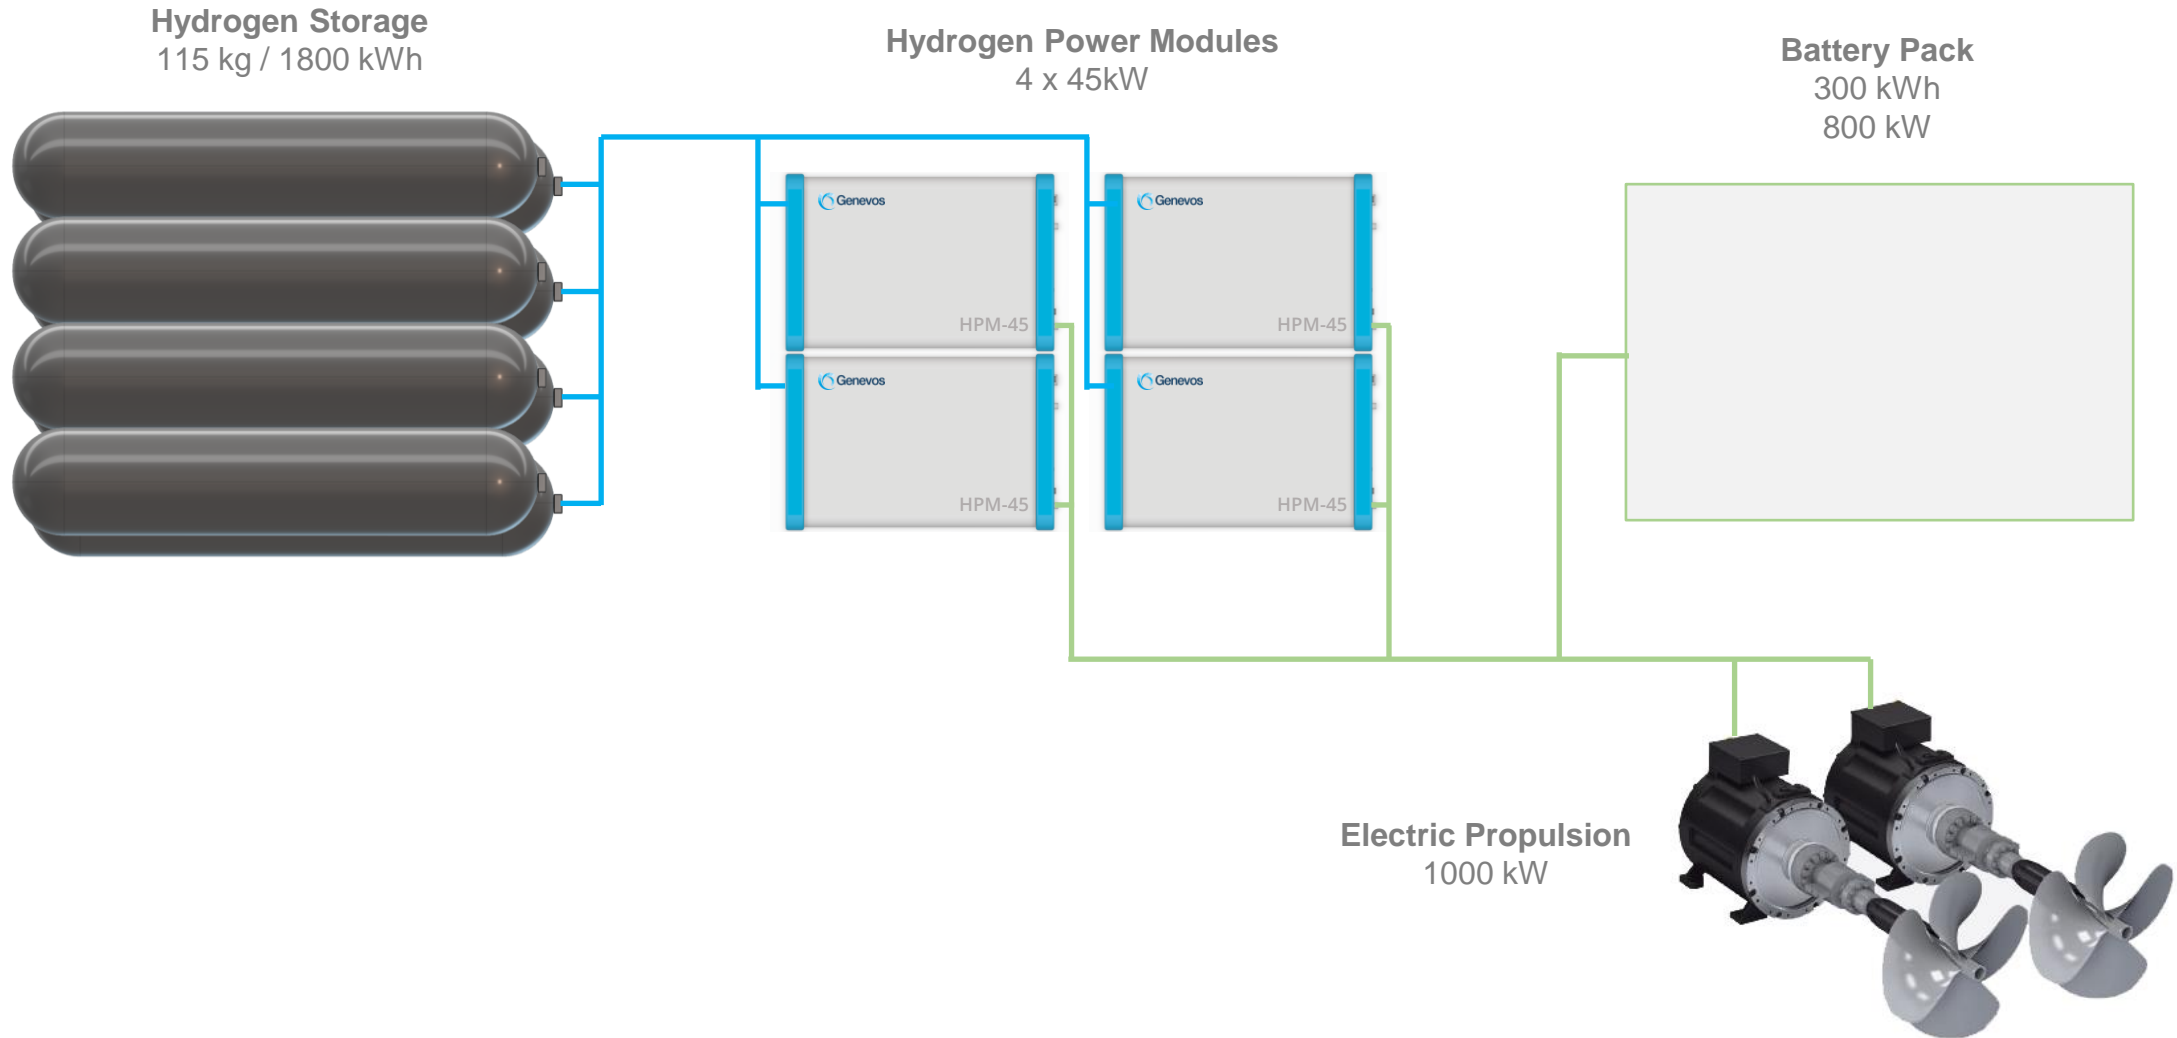 Hydrogen Storage
115 kg / 1800 kWh
Hydrogen Power Modules
4 x 45kW
Battery Pack
300 kWh
800 kW
Genevos
HPM-45
Genevos
HPM-45
Genevos
HPM-45
Genevos
HPM-45
Electric Propulsion
1000 kW